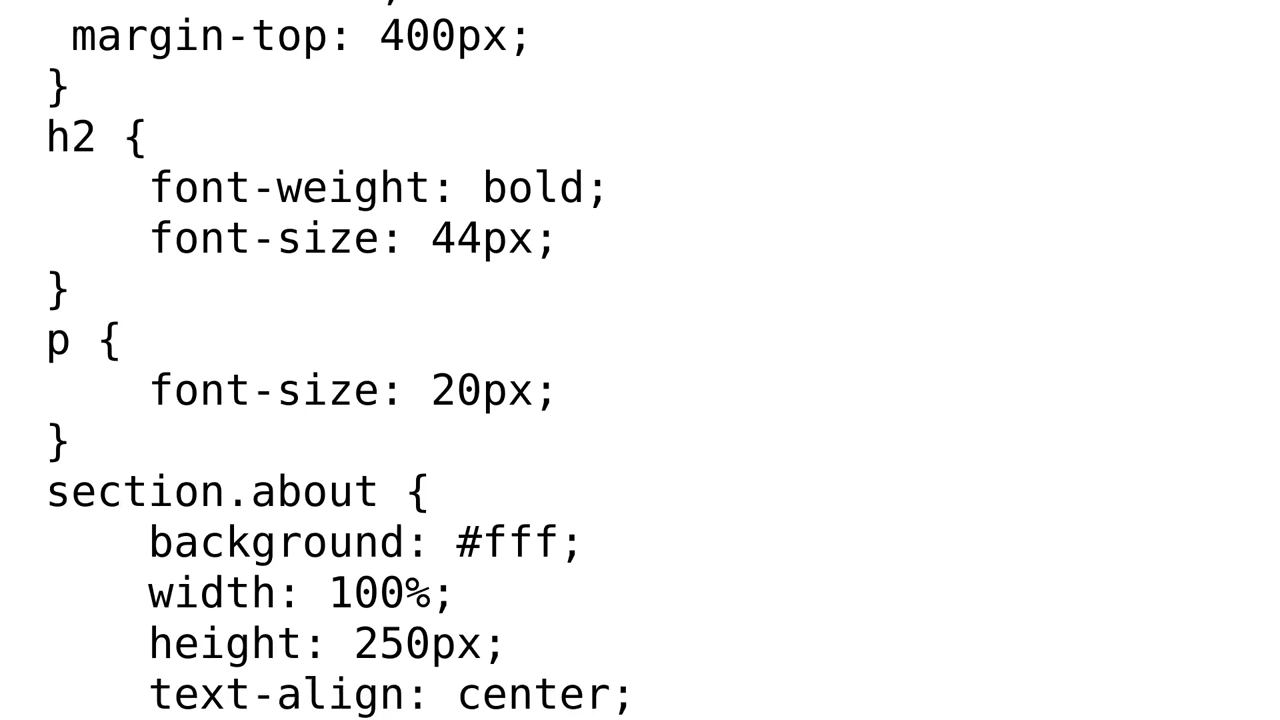 margin-top: 400px;
}
h2 {
font-weight: bold;
font-size: 44px;
}
p {
font-size: 20px;
}
section.about {
background: #fff;
width: 100%;
height: 250px;
text-align: center;